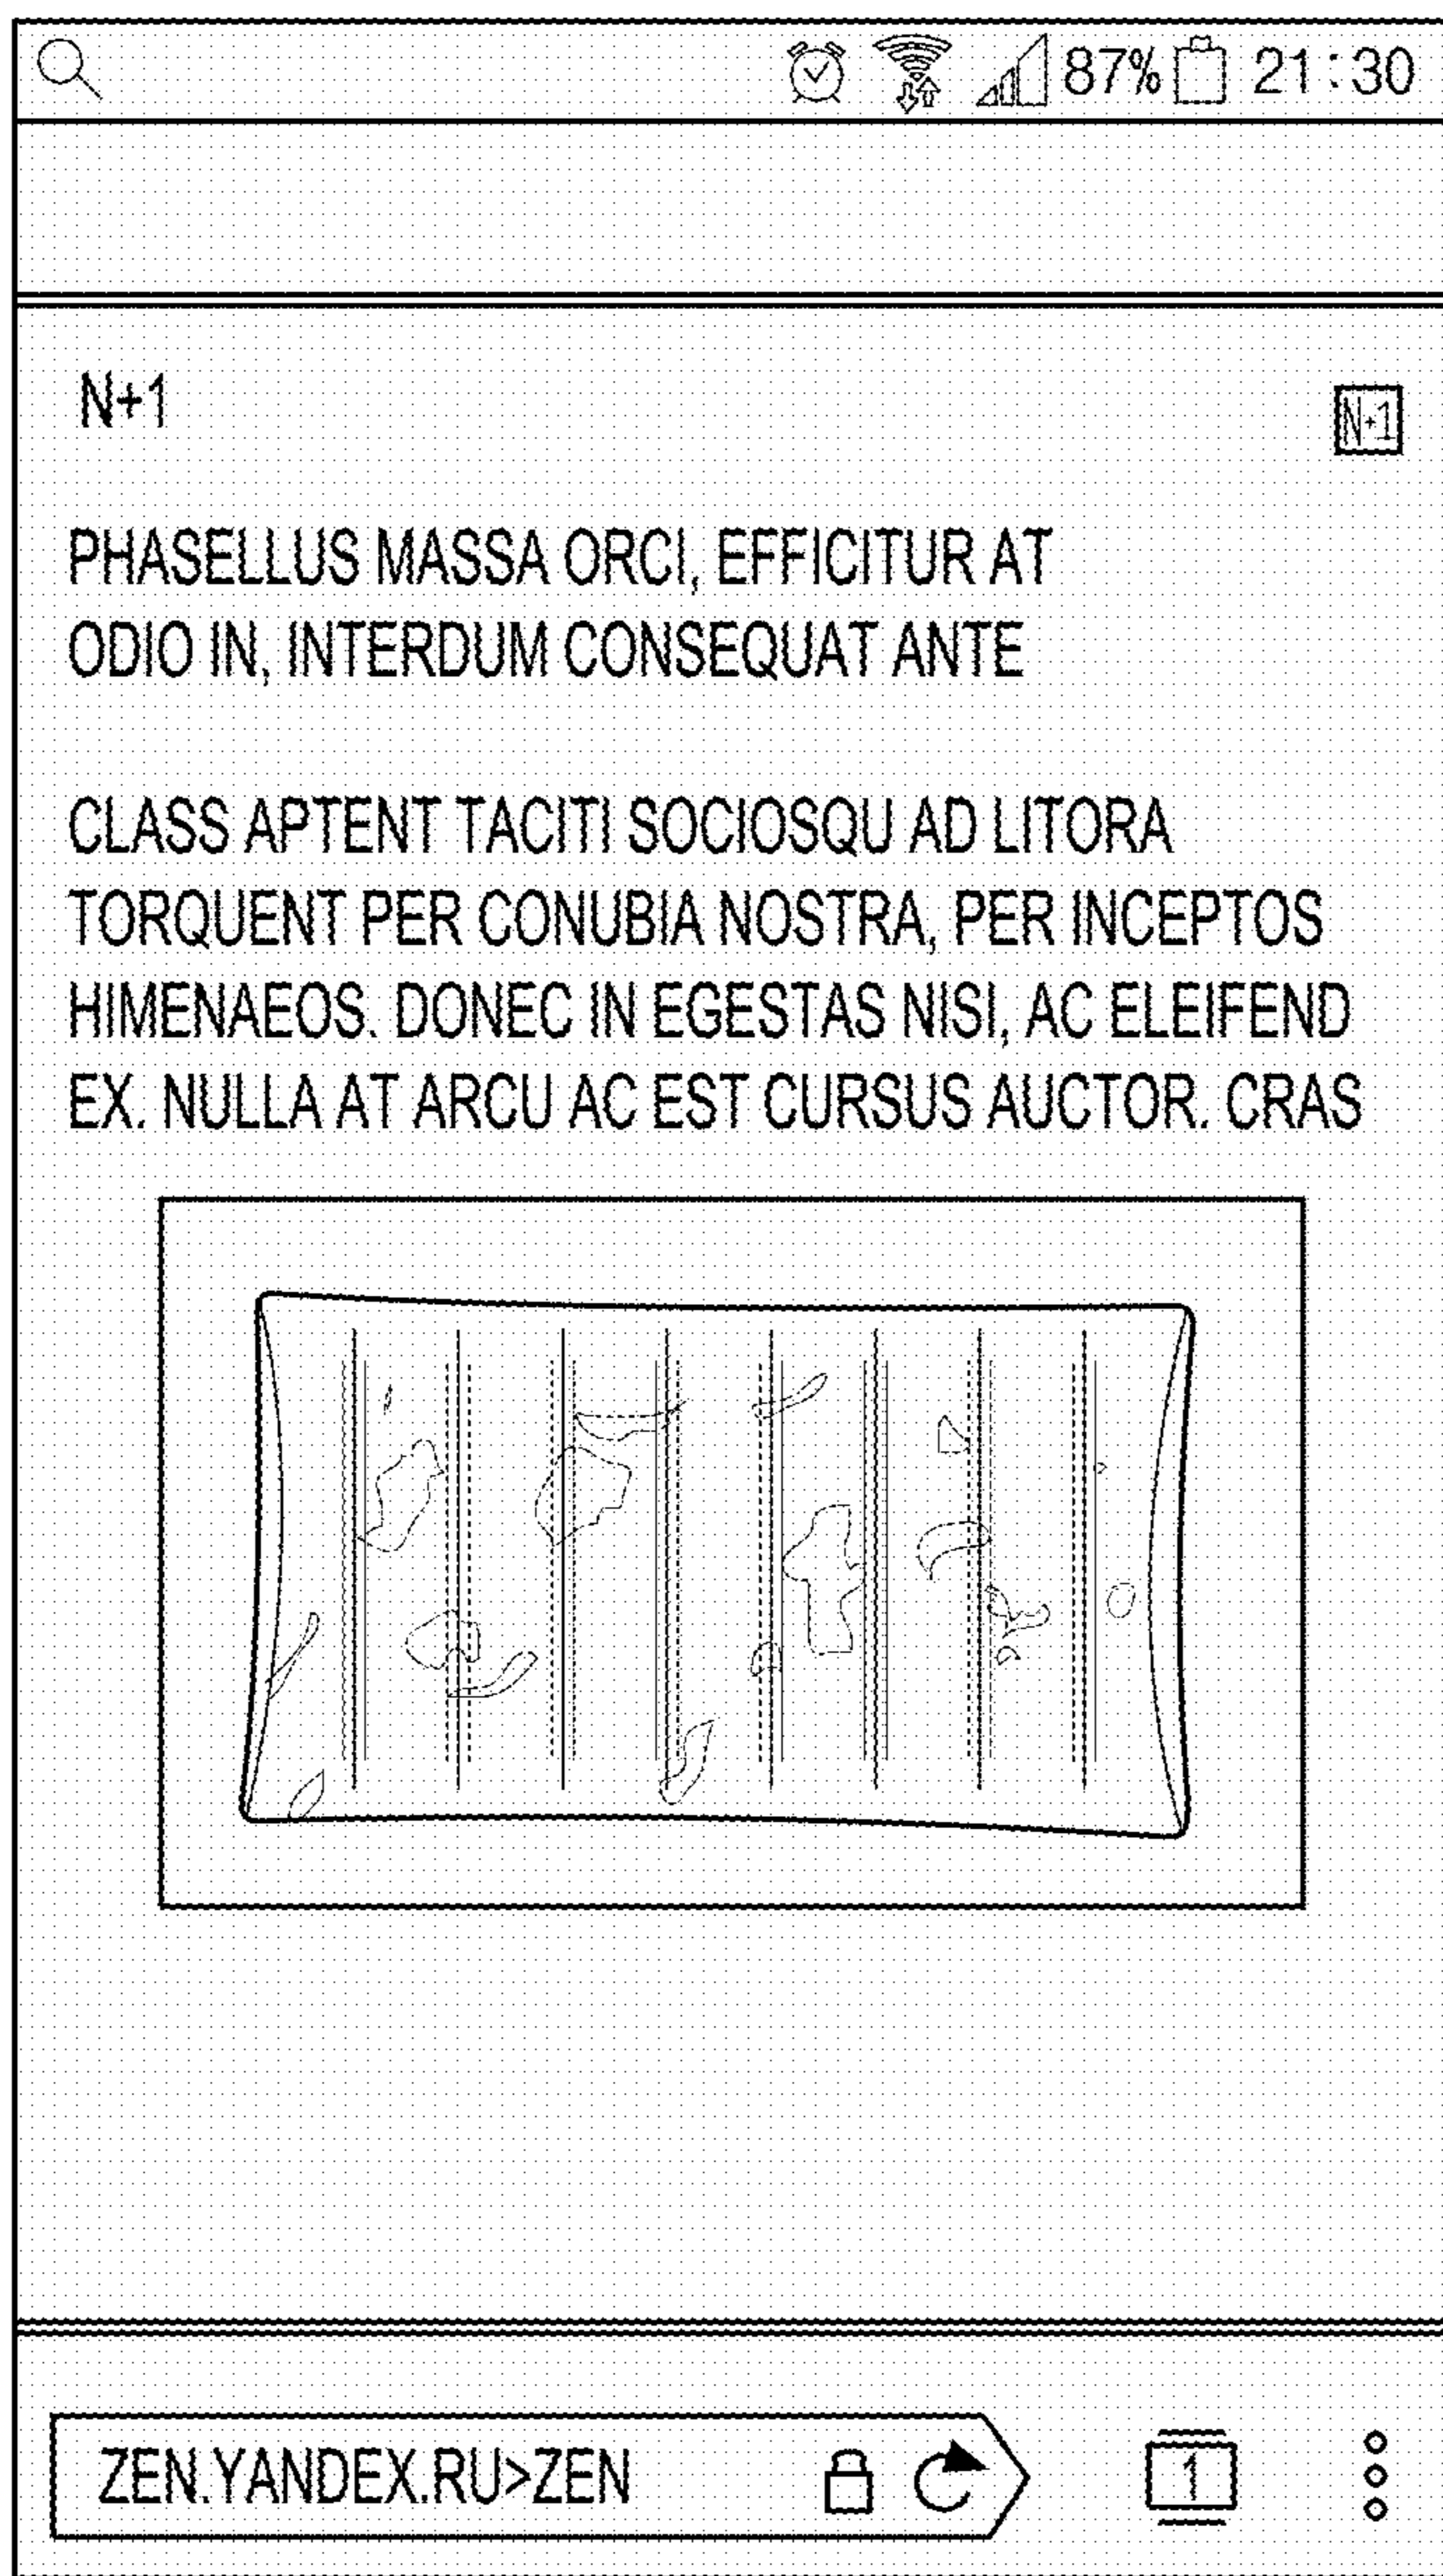 87% 21:30
N+1
N+1
PHASELLUS MASSA ORCI, EFFICITUR AT
ODIO IN, INTERDUM CONSEQUAT ANTE
CLASS APTENT TACITI SOCIOSQU AD LITORA
TORQUENT PER CONUBIA NOSTRA, PER INCEPTOS
HIMENAEOS. DONEC IN EGESTAS NISI, AC ELEIFEND
EX. NULLA AT ARCU AC EST CURSUS AUCTOR. CRAS
ZEN.YANDEX.RU>ZEN 1